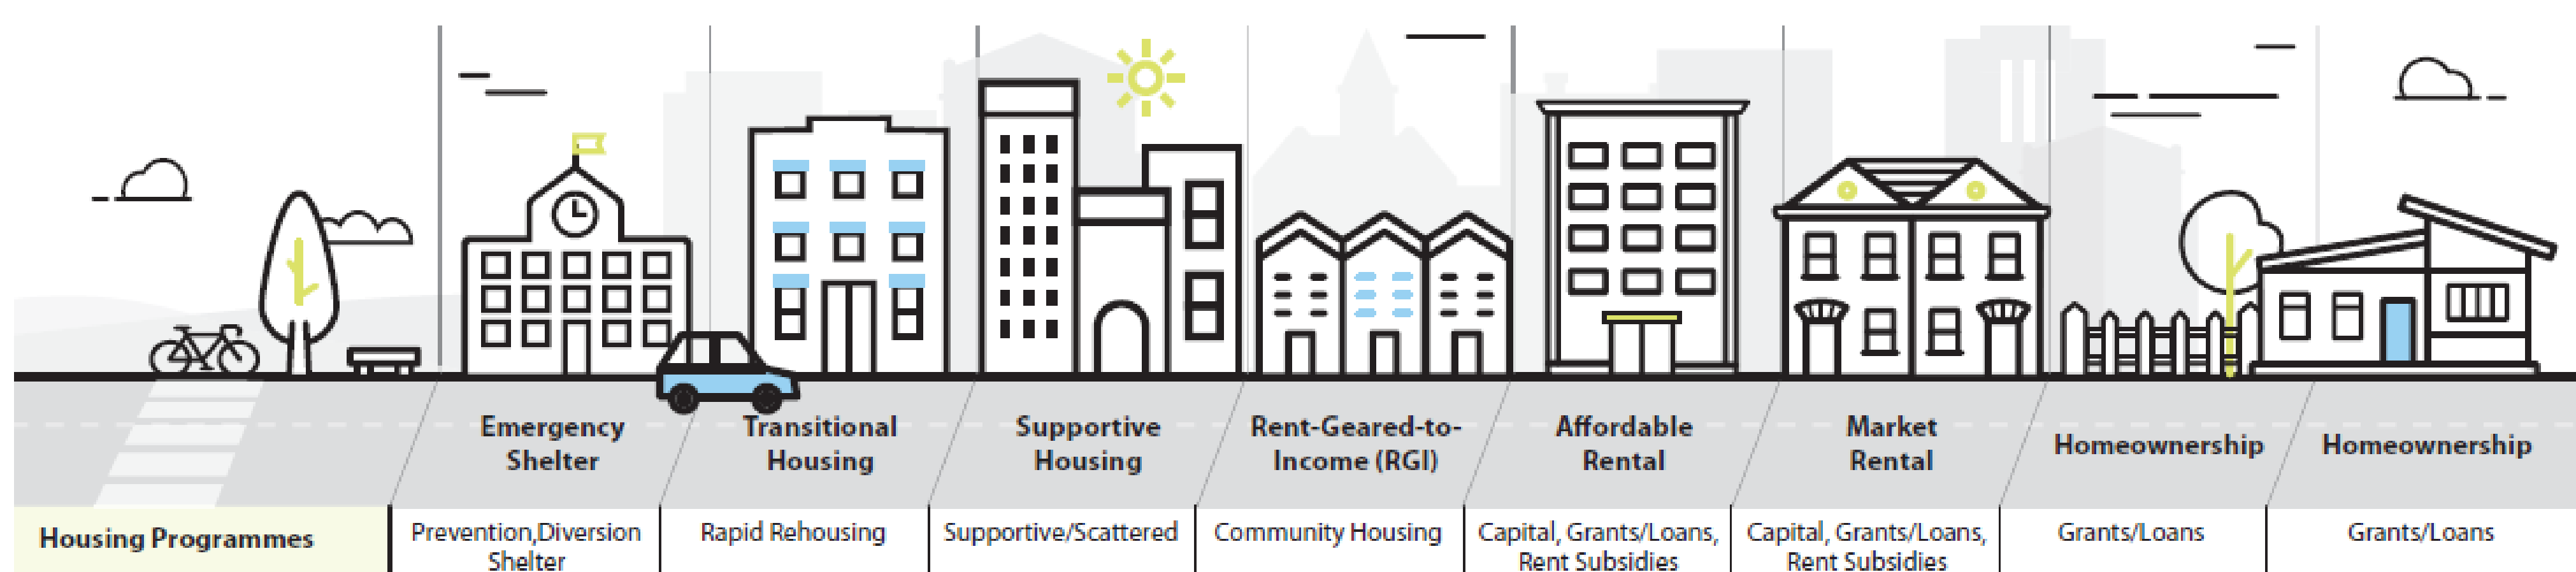 Emergency
Shelter
Transitional
Housing
Supportive
Housing
Rent-Geared-to-
Income (RGI)
Affordable
Rental
Market
Rental
Homeownership
Homeownership
Housing Programmes
Prevention,Diversion
Shelter
Rapid Rehousing
Supportive/Scattered
Community Housing
Capital, Grants/Loans,
Rent Subsidies
Capital, Grants/Loans,
Rent Subsidies
Grants/Loans
Grants/Loans